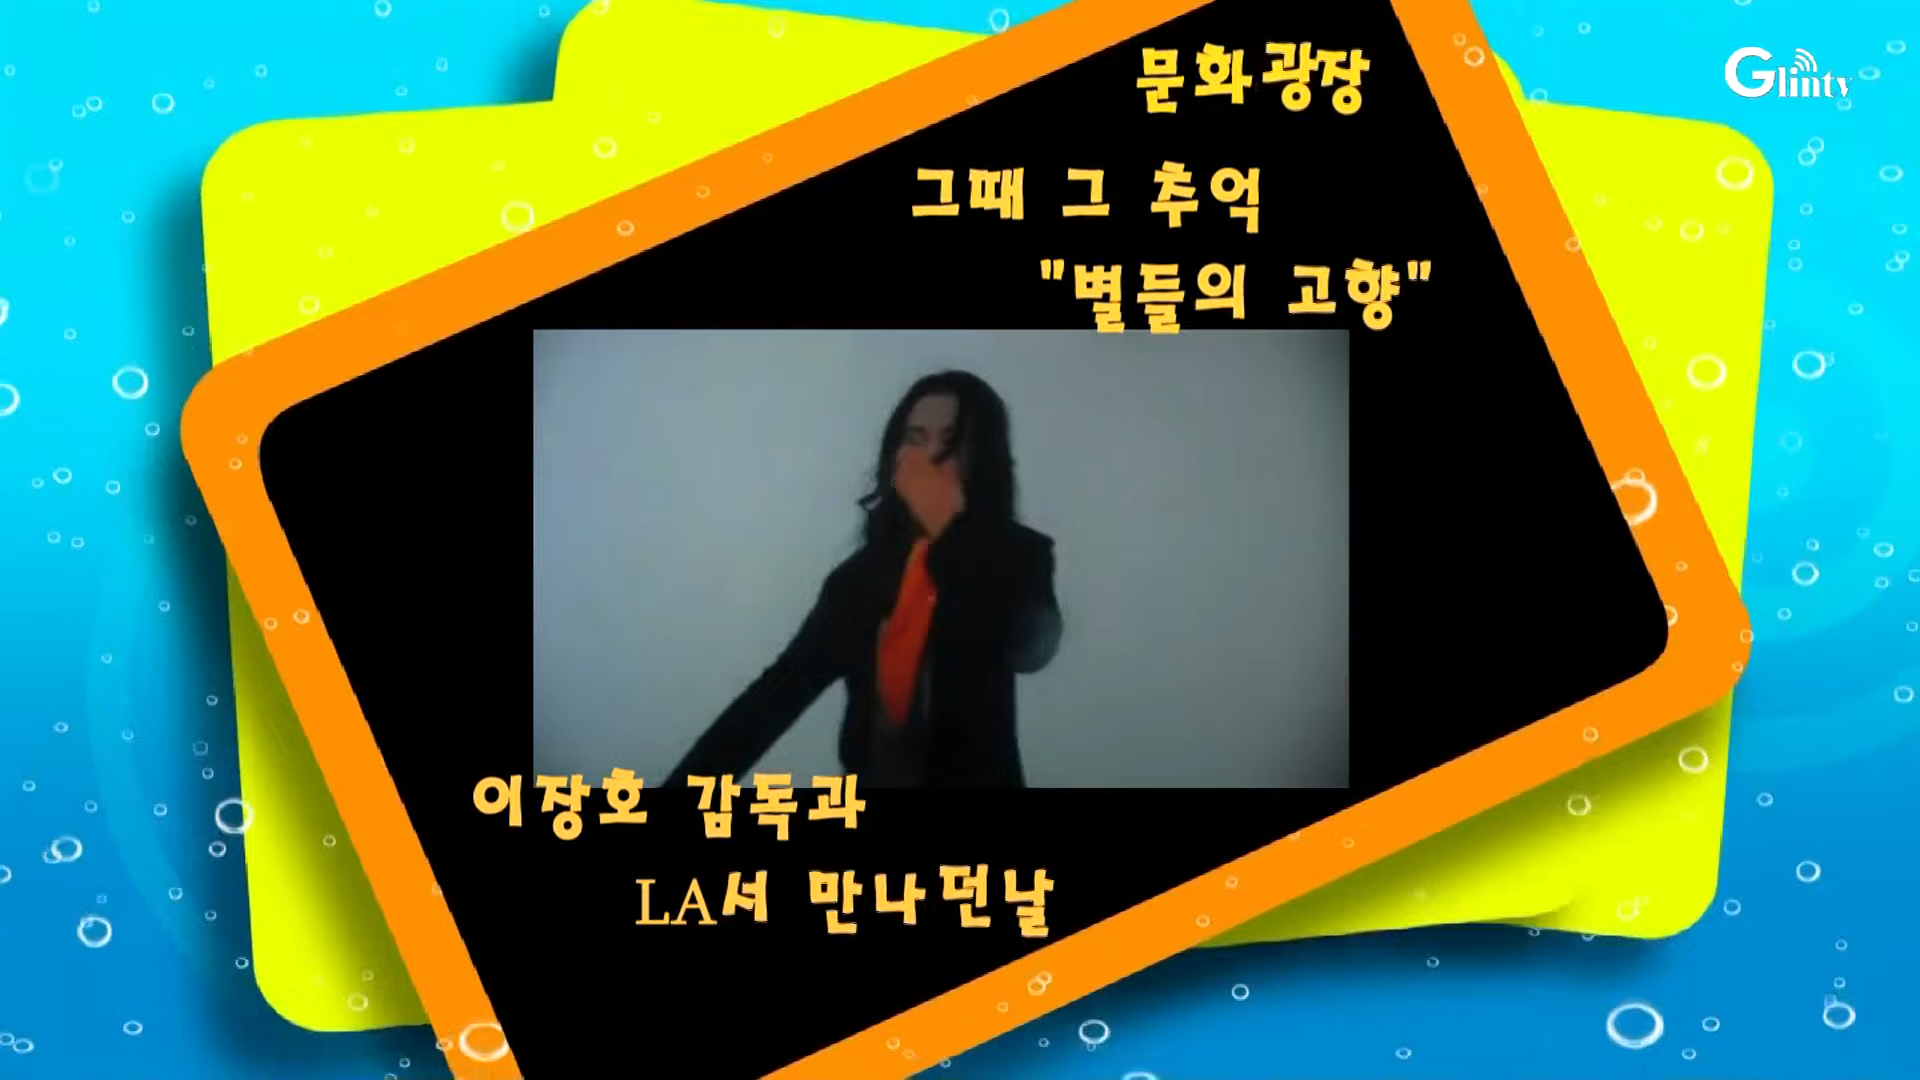 문화광장
Glintv
그때 그 추억
"별들의 고향"
이장호 감독과
LA서 만나던날